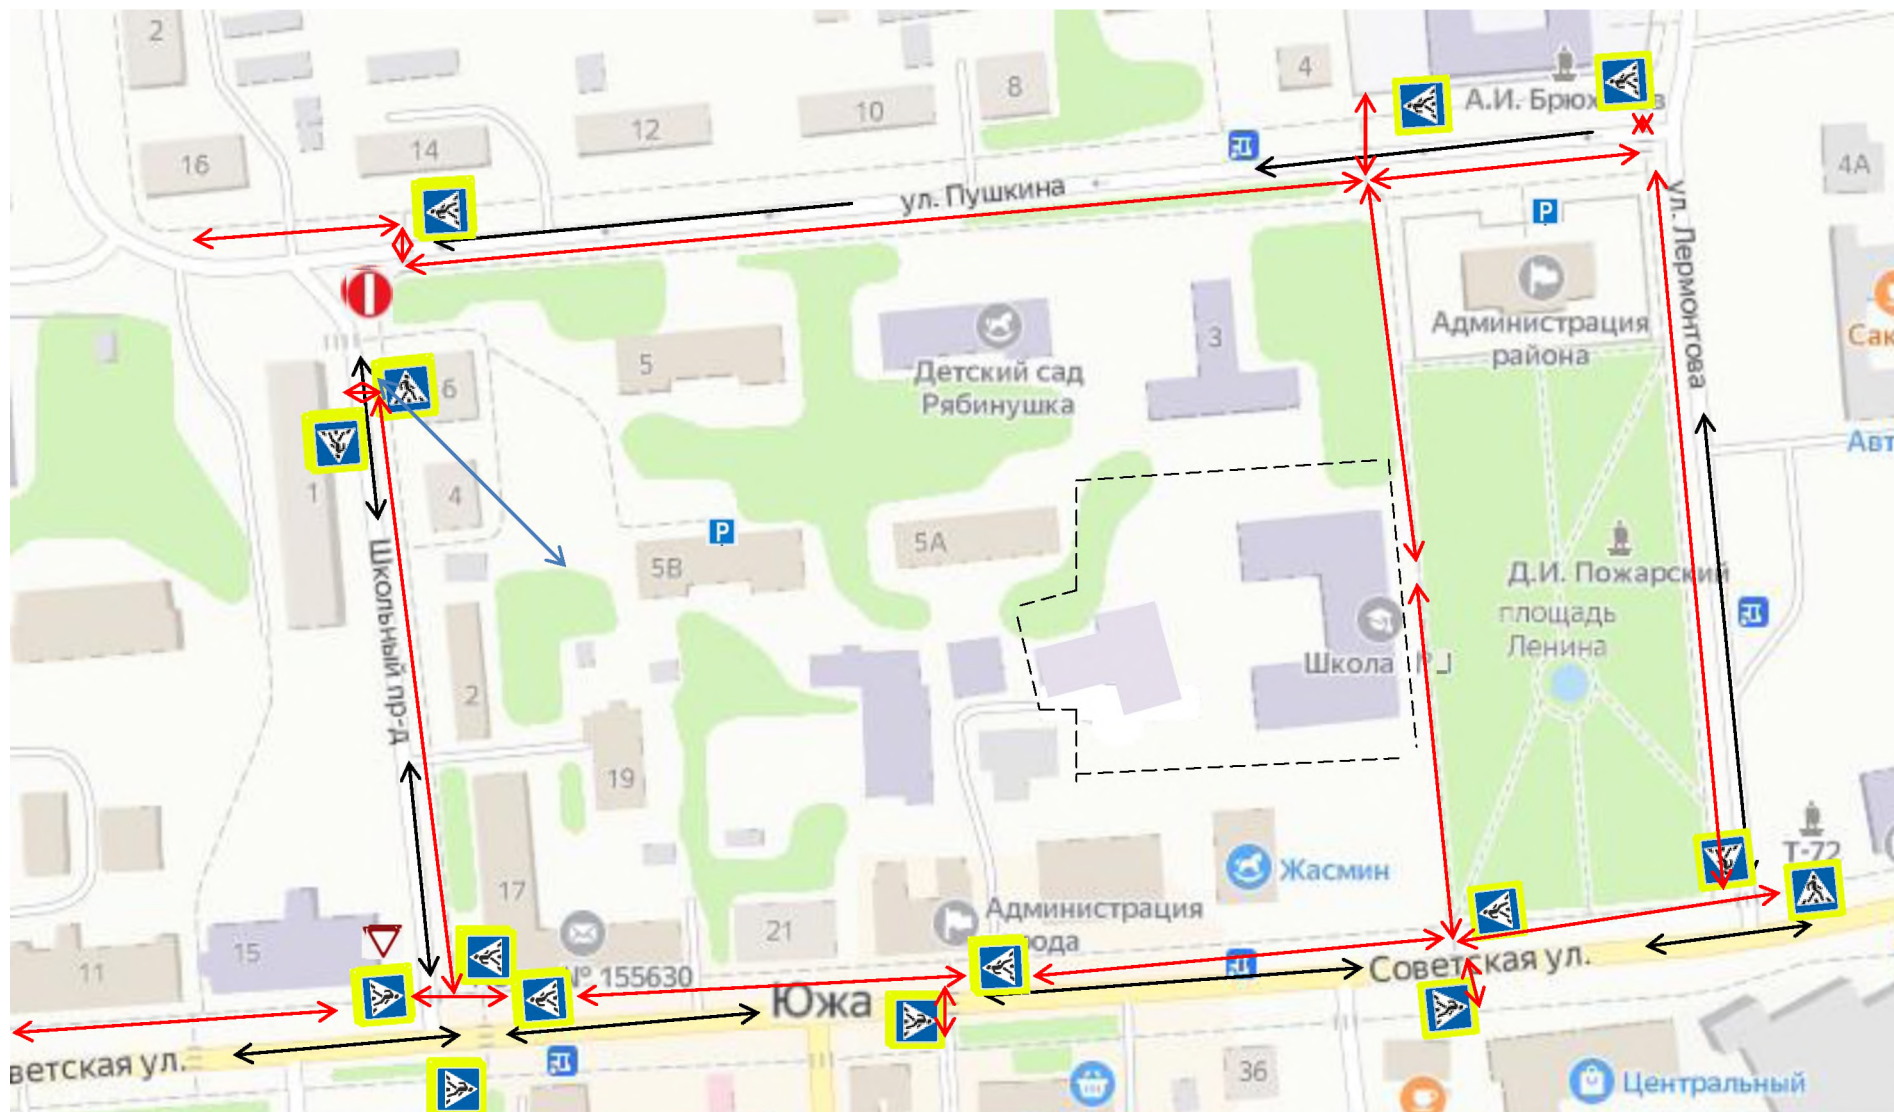 2
4
8
10
12
14
16
А.И. Брюх
в
4А
P
ул. Пушкина
ул. Лермонтова
Администрация
района
Сак
Детский сад
Рябинушка
3
5
6
1
4
Авт
P
5А
5В
Д.И. Пожарский
площадь
Ленина
Школа
Школьный пр-д
2
19
Т-72
Жасмин
17
Администрация
рода
21
15
11
№ 155630
Советская ул.
Южа
ветская ул.
36
Центральный